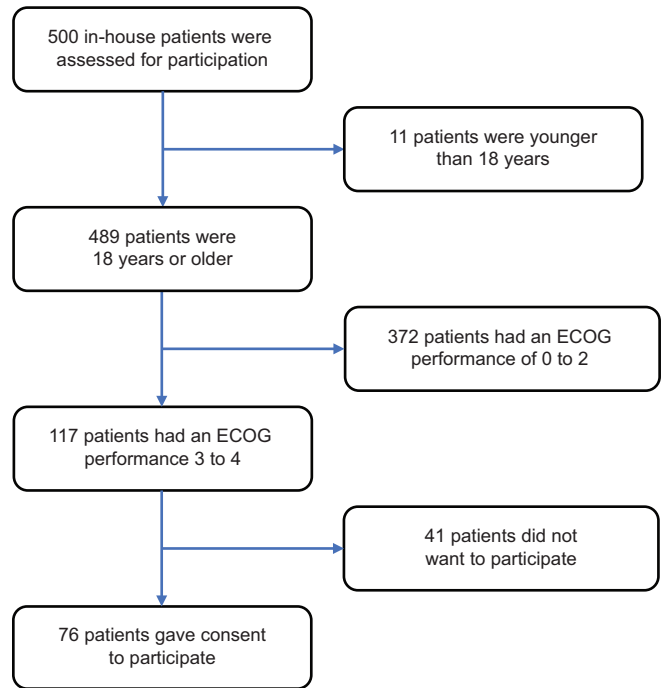 500 in-house patients were
assessed for participation
11 patients were younger
than 18 years
489 patients were
18 years or older
372 patients had an ECOG
performance of 0 to 2
117 patients had an ECOG
performance 3 to 4
41 patients did not
want to participate
76 patients gave consent
to participate